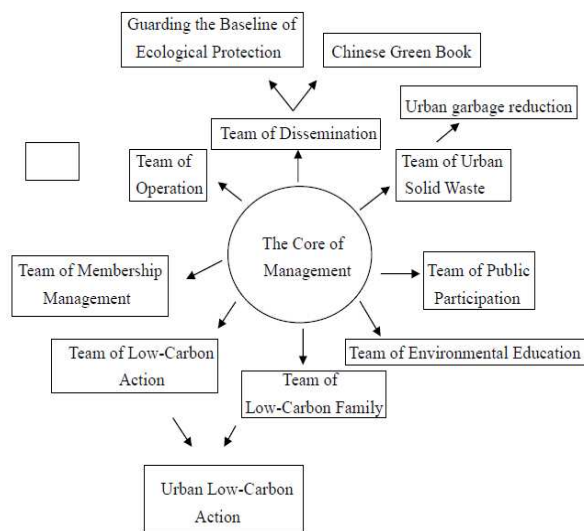 Guarding the Baseline of
Ecological Protection
Chinese Green Book
Urban garbage reduction
Team of Dissemination
Team of
Operation
Team of Urban
Solid Waste
The Core of
Management
Team of Membership
Management
Team of Public
Participation
Team of Low-Carbon
Action
Team of Environmental Education
Team of
Low-Carbon Family
Urban Low-Carbon
Action